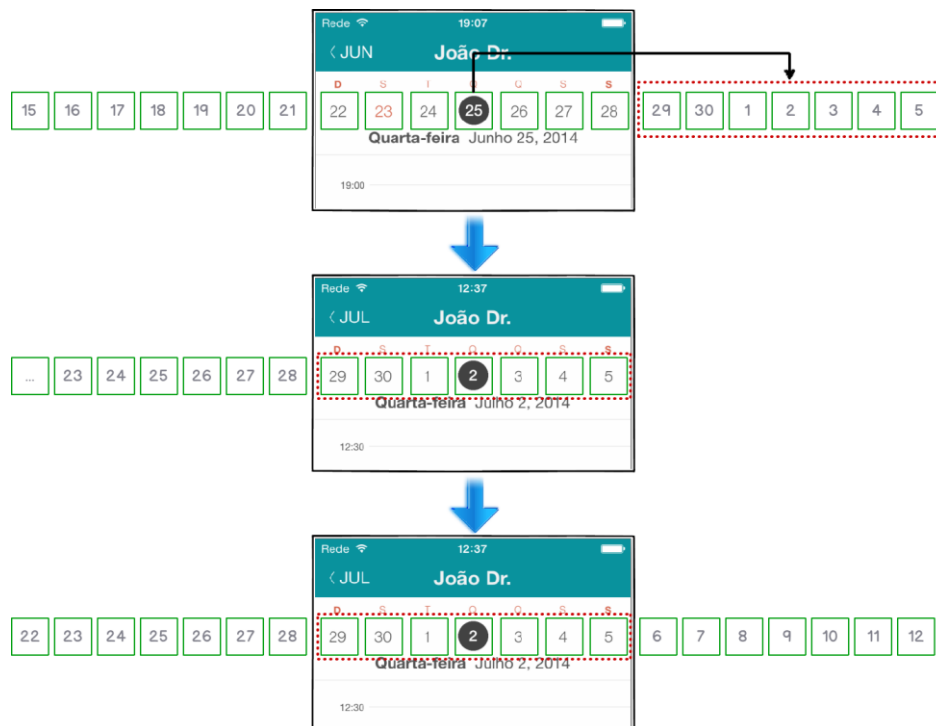 Rede 19:07
JUN João Dr.
D S T Q Q S S
15 16 17 18 19 20 21 22 23 24 25 26 27 28 29 30 1 2 3 4 5
Quarta-feira Junho 25, 2014
19:00
Rede 12:37
JUL João Dr.
D S T Q Q S S
... 23 24 25 26 27 28 29 30 1 2 3 4 5
Quarta-feira Julho 2, 2014
12:30
Rede 12:37
JUL João Dr.
D S T Q Q S S
22 23 24 25 26 27 28 29 30 1 2 3 4 5 6 7 8 9 10 11 12
Quarta-feira Julho 2, 2014
12:30